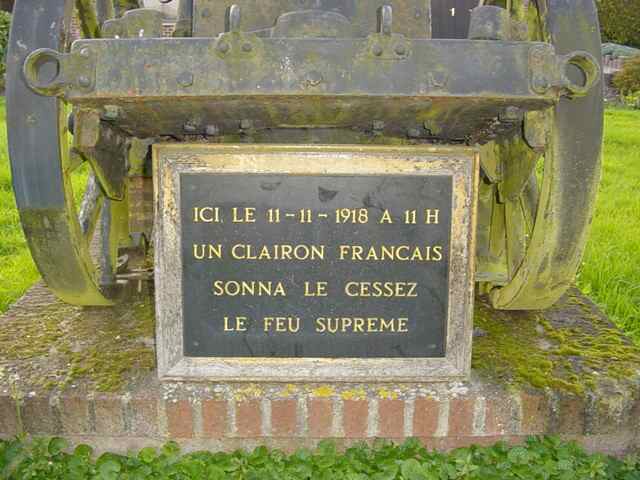 ICI LE 11-11-1918 A 11 H
UN CLAIRON FRANCAIS
SONNA LE CESSEZ
LE FEU SUPREME